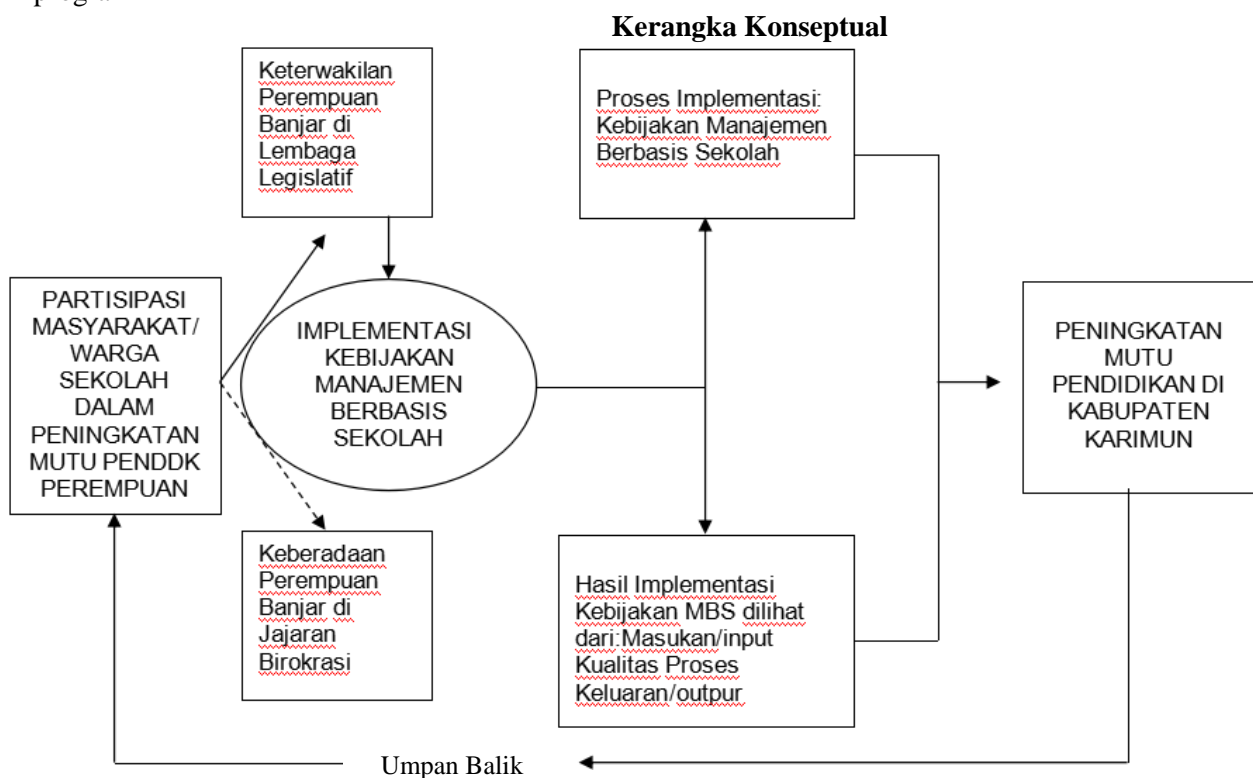 Kerangka Konseptual
Keterwakilan
Perempuan
Banjar di
Lembaga
Legislatif
Proses Implementasi:
Kebijakan Manajemen
Berbasis Sekolah
PARTISIPASI
MASYARAKAT/
WARGA
SEKOLAH
DALAM
PENINGKATAN
MUTU PENDDK
PEREMPUAN
IMPLEMENTASI
KEBIJAKAN
MANAJEMEN
BERBASIS
SEKOLAH
PENINGKATAN
MUTU
PENDIDIKAN DI
KABUPATEN
KARIMUN
Keberadaan
Perempuan
Banjar di
Jajaran
Birokrasi
Hasil Implementasi
Kebijakan MBS dilihat
dari:Masukan/input
Kualitas Proses
Keluaran/outpur
Umpan Balik